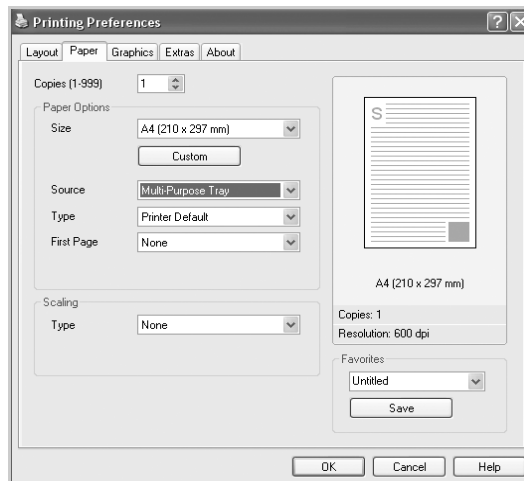 Printing Preferences
Layout Paper Graphics Extras About
Copies (1-999) 1
Paper Options
Size A4 (210 x 297 mm)
Custom
Source Multi-Purpose Tray
Type Printer Default
First Page None
Scaling
Type None
S
A4 (210 x 297 mm)
Copies: 1
Resolution: 600 dpi
Favorites
Untitled
Save
OK Cancel Help